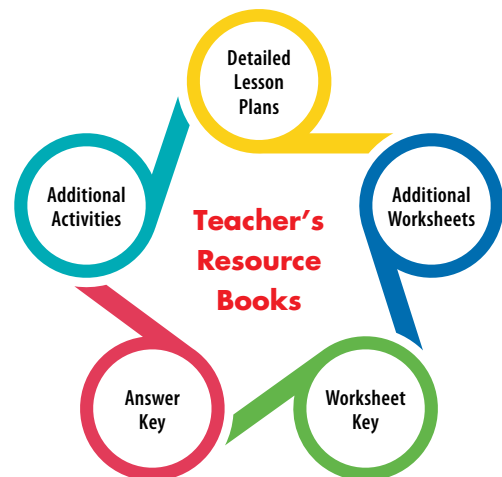 Detailed
Lesson
Plans
Additional
Activities
Additional
Worksheets
Teacher's
Resource
Books
Answer
Key
Worksheet
Key